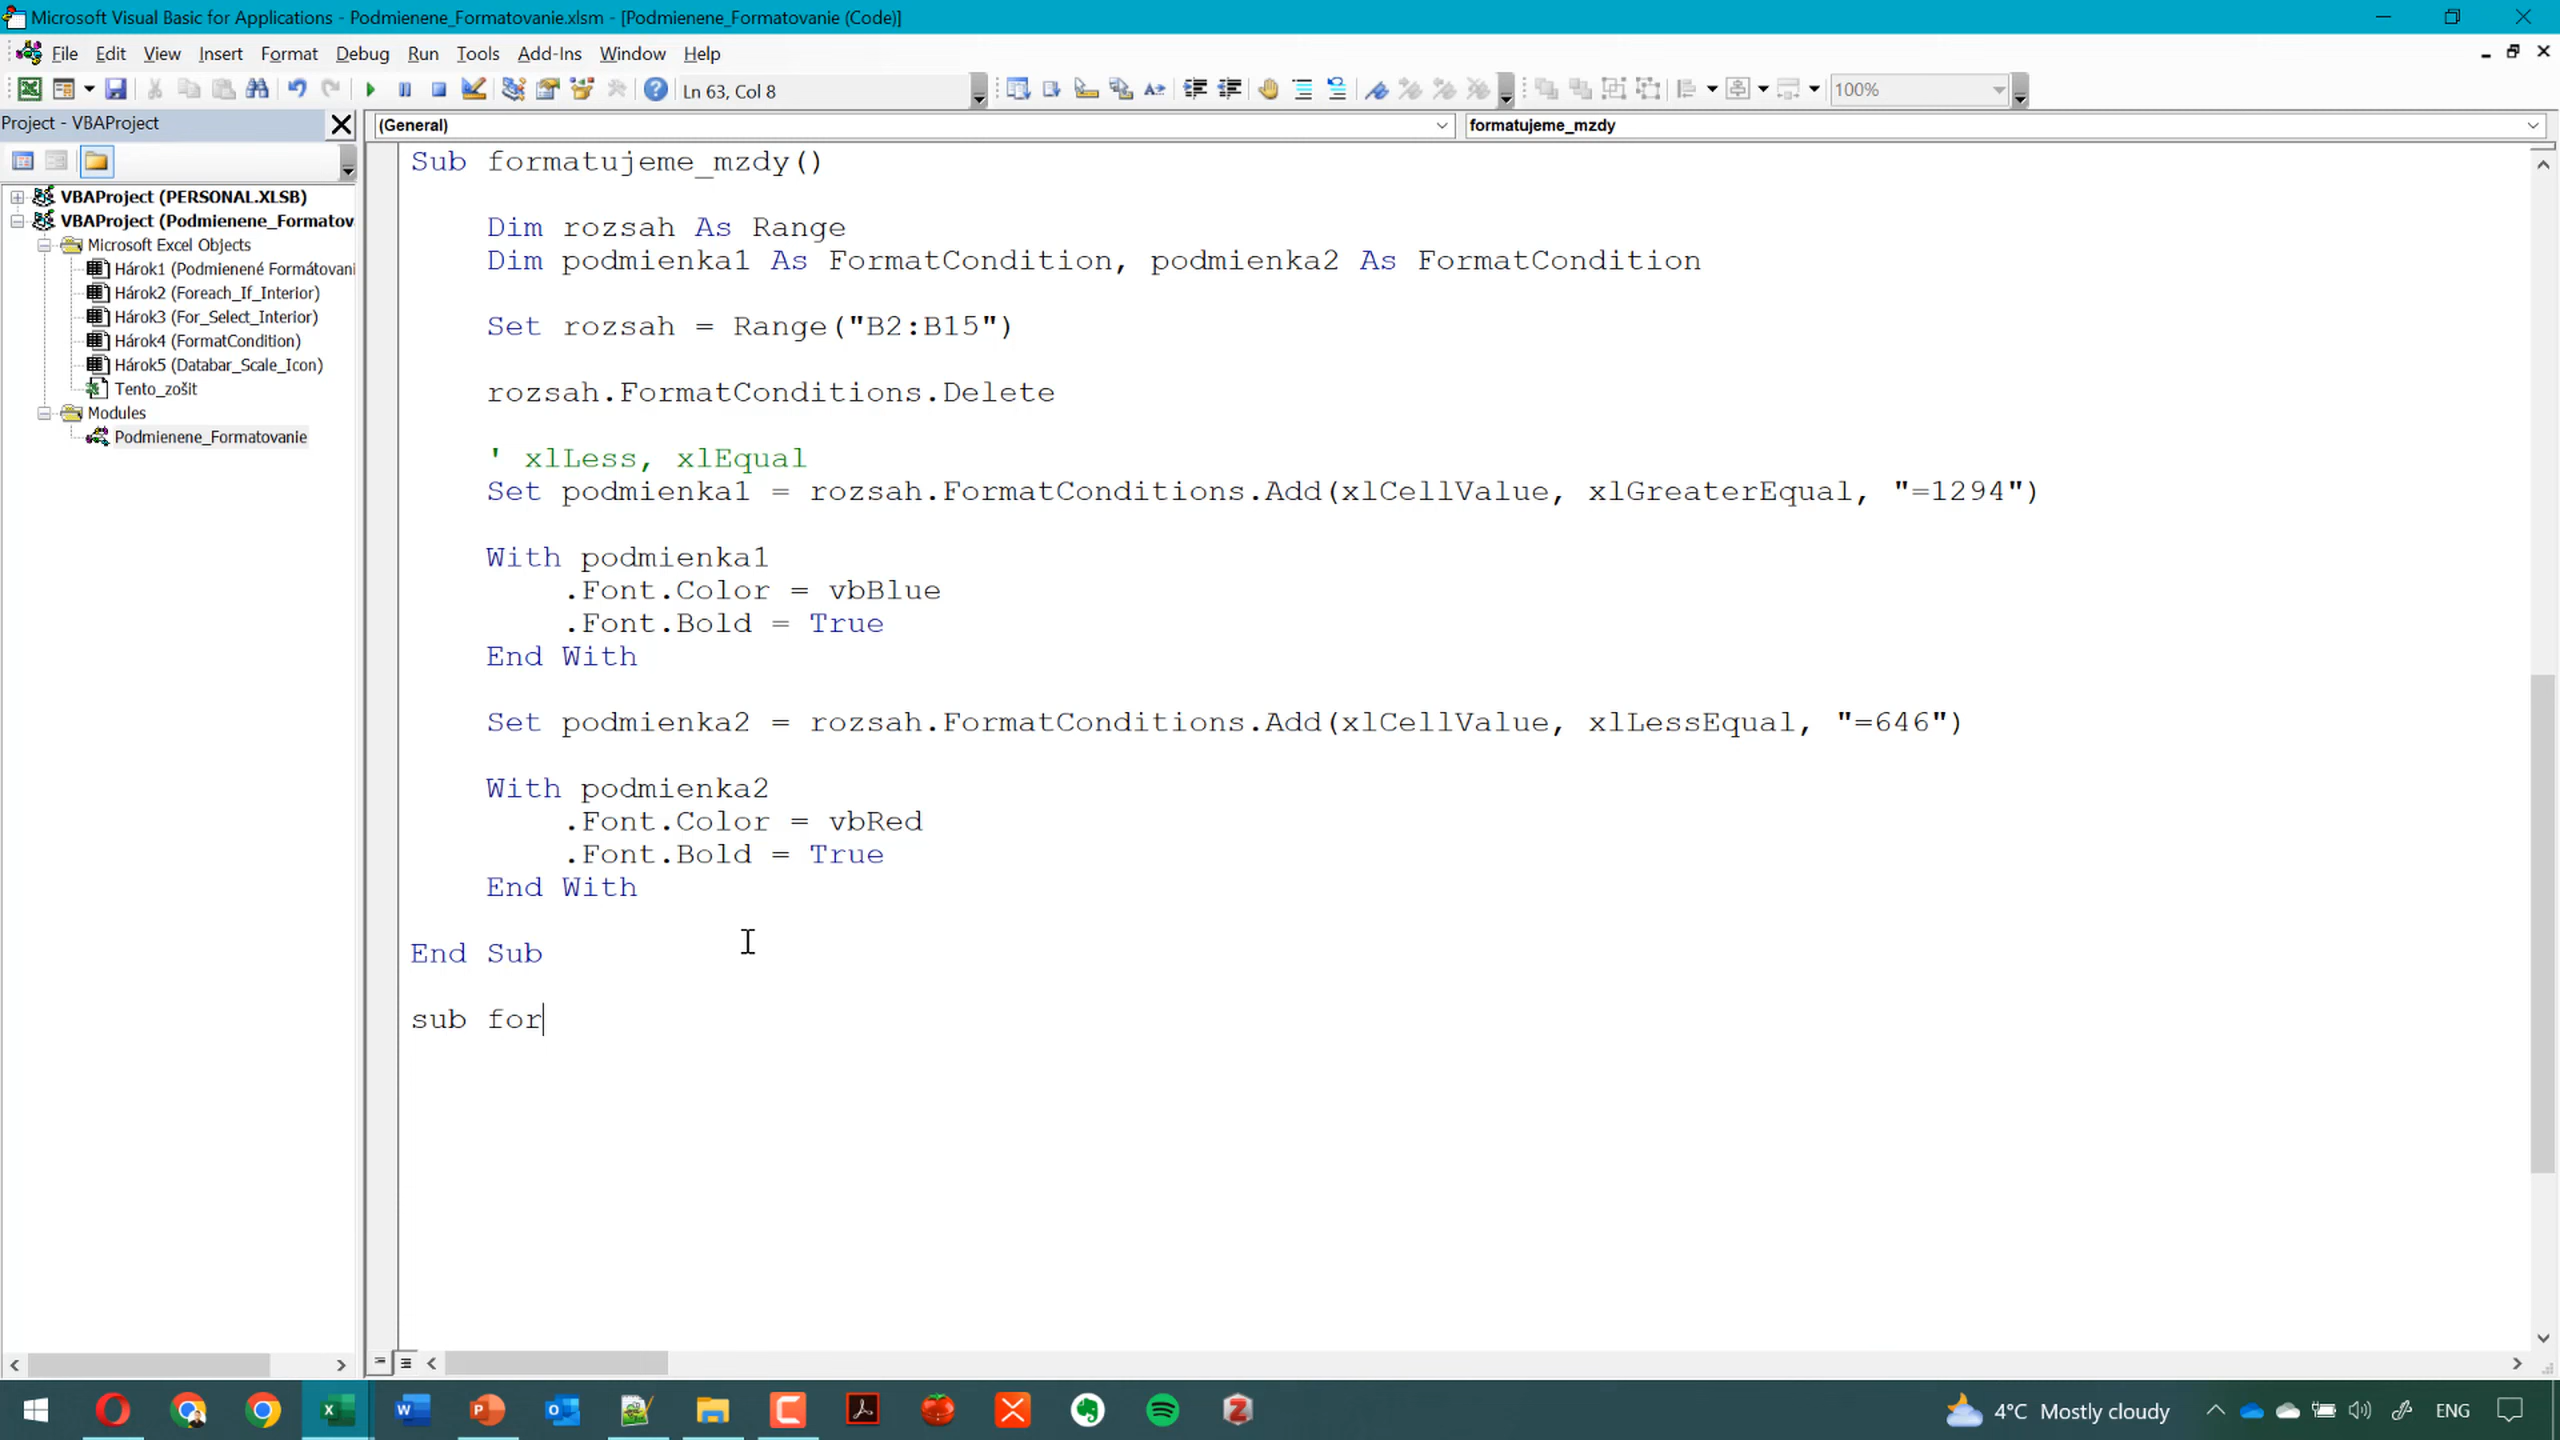 Microsoft Visual Basic for Applications - Podmienene_Formatovanie.xlsm - [Podmienene_Formatovanie (Code)]
File Edit View Insert Format Debug Run Tools Add-Ins Window Help
Ln 63, Col 8
100%
Project - VBAProject
(General)
formatujeme_mzdy
VBAProject (PERSONAL.XLSB)
VBAProject (Podmienene_Formatov
Microsoft Excel Objects
Hárok1 (Podmienené Formátovani
Hárok2 (Foreach_If_Interior)
Hárok3 (For_Select_Interior)
Hárok4 (FormatCondition)
Hárok5 (Databar_Scale_Icon)
Tento_zošit
Modules
Podmienene_Formatovanie
Sub formatujeme_mzdy()
Dim rozsah As Range
Dim podmienka1 As FormatCondition, podmienka2 As FormatCondition
Set rozsah = Range("B2:B15")
rozsah.FormatConditions.Delete
' xlLess, xlEqual
Set podmienka1 = rozsah.FormatConditions.Add(xlCellValue, xlGreaterEqual, "=1294")
With podmienka1
.Font.Color = vbBlue
.Font.Bold = True
End With
Set podmienka2 = rozsah.FormatConditions.Add(xlCellValue, xlLessEqual, "=646")
With podmienka2
.Font.Color = vbRed
.Font.Bold = True
End With
End Sub
sub for
4°C Mostly cloudy
ENG